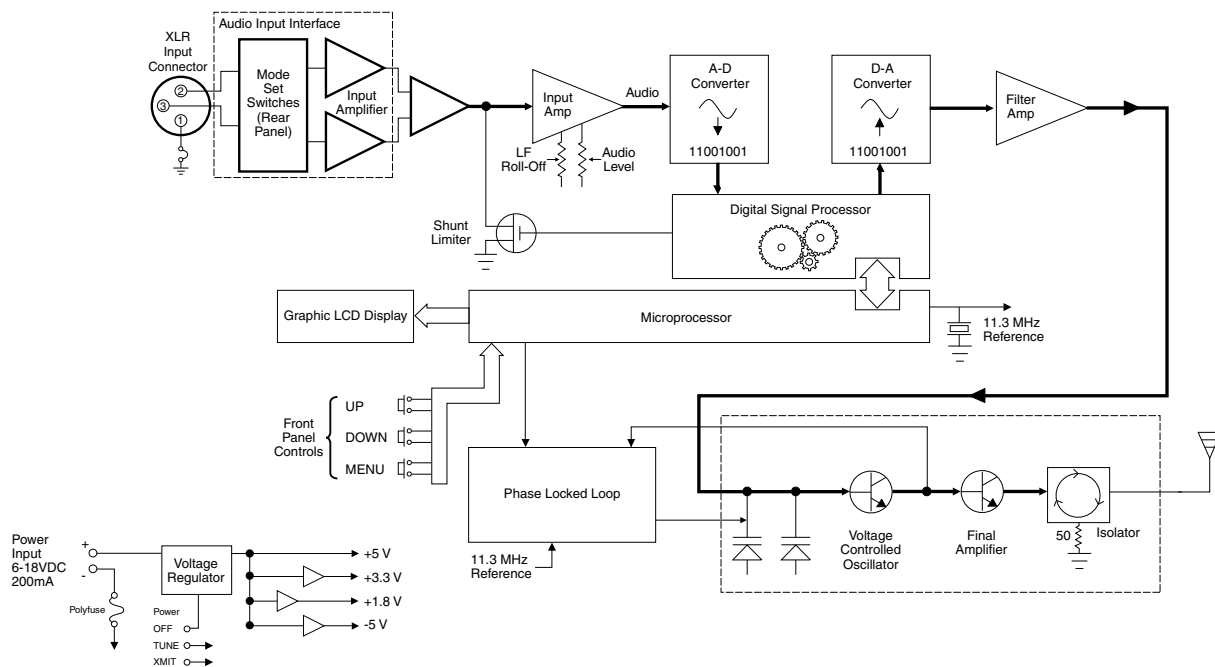 Audio Input Interface
XLR
Input
Connector
2
3
1
Mode
Set
Switches
(Rear
Panel)
Input
Amplifier
Input
Amp
LF
Roll-Off
Audio
Level
Audio
A-D
Converter
11001001
D-A
Converter
11001001
Filter
Amp
Shunt
Limiter
Digital Signal Processor
Graphic LCD Display
Microprocessor
11.3 MHz
Reference
Front
Panel
Controls
UP
DOWN
MENU
Phase Locked Loop
11.3 MHz
Reference
Voltage
Controlled
Oscillator
Final
Amplifier
50
Isolator
Power
Input
6-18VDC
200mA
+
-
Polyfuse
Voltage
Regulator
Power
OFF
TUNE
XMIT
+5 V
+3.3 V
+1.8 V
-5 V